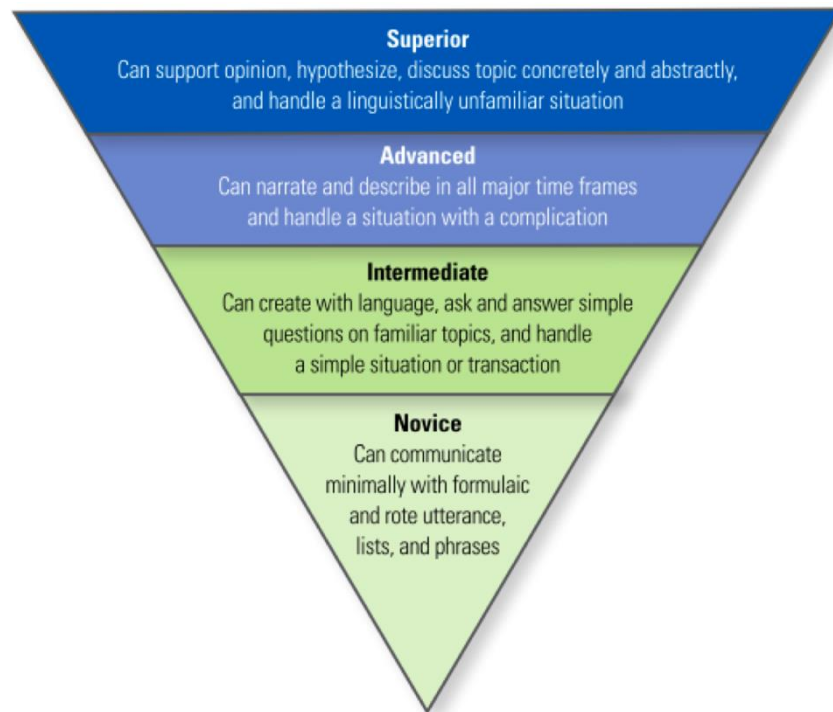 Superior
Can support opinion, hypothesize, discuss topic concretely and abstractly,
and handle a linguistically unfamiliar situation
Advanced
Can narrate and describe in all major time frames
and handle a situation with a complication
Intermediate
Can create with language, ask and answer simple
questions on familiar topics, and handle
a simple situation or transaction
Novice
Can communicate
minimally with formulaic
and rote utterance,
lists, and phrases